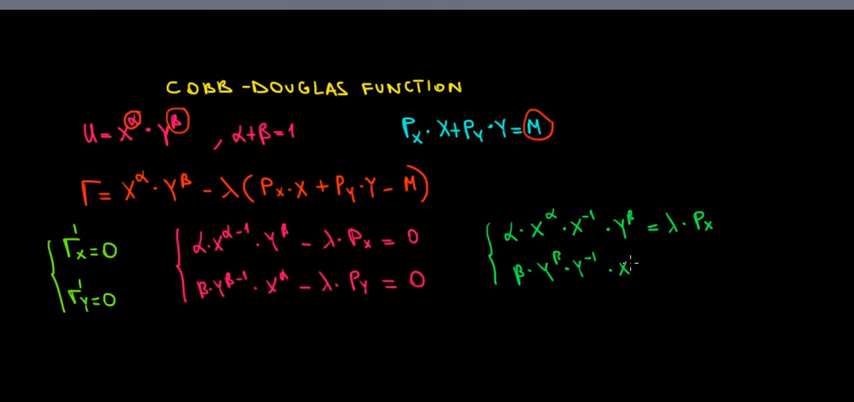 COBB-DOUGLAS FUNCTION
U = X^α · Y^β , α+β=1
P_X · X + P_Y · Y = M
Γ = X^α · Y^β − λ(P_X · X + P_Y · Y − M)
Γ'_X = 0
α · X^α-1 · Y^β − λ · P_X = 0
α · X^α · X^-1 · Y^β = λ · P_X
Γ'_Y = 0
β · Y^β-1 · X^α − λ · P_Y = 0
β · Y^β · Y^-1 · X